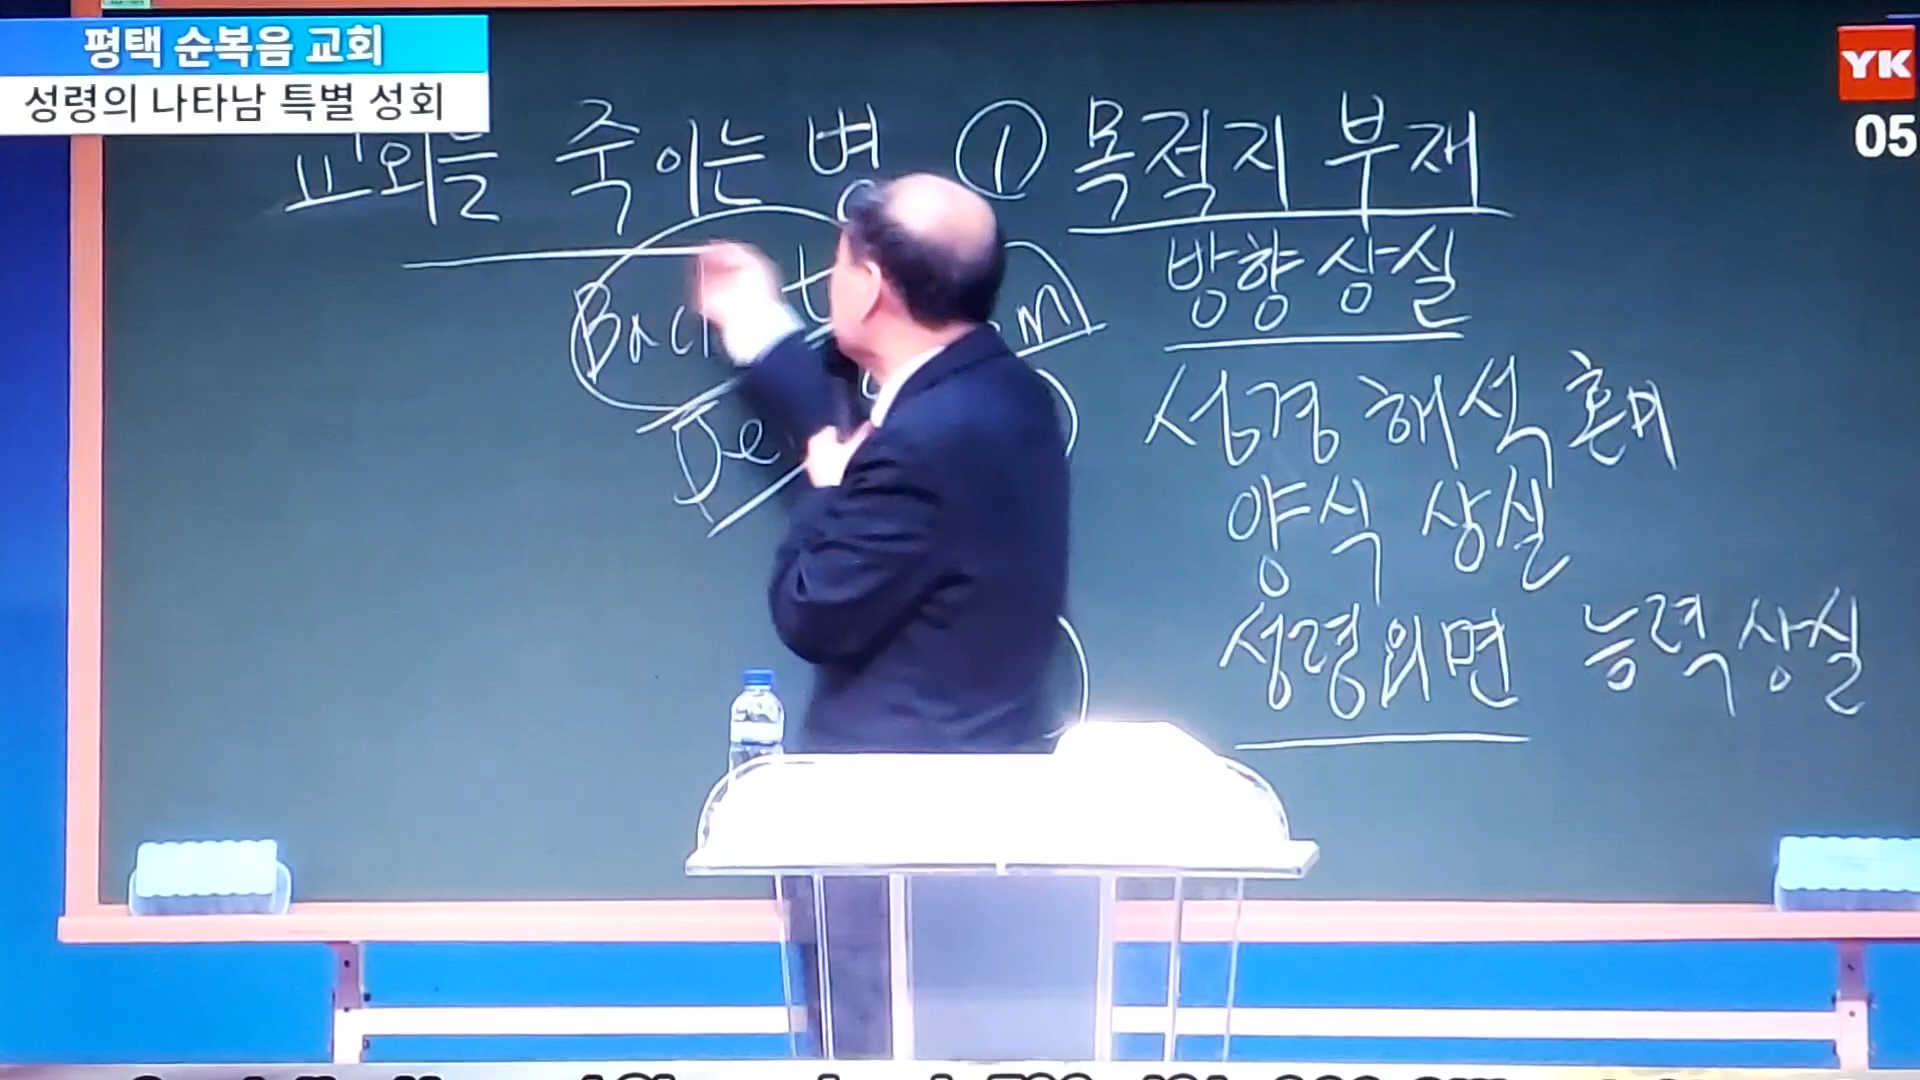 평택 순복음 교회
성령의 나타남 특별 성회
YK
05
교회를 죽이는 병 ① 목적지 부재
방향 상실
성경 해석 혼미
양식 상실
성령외면 능력 상실